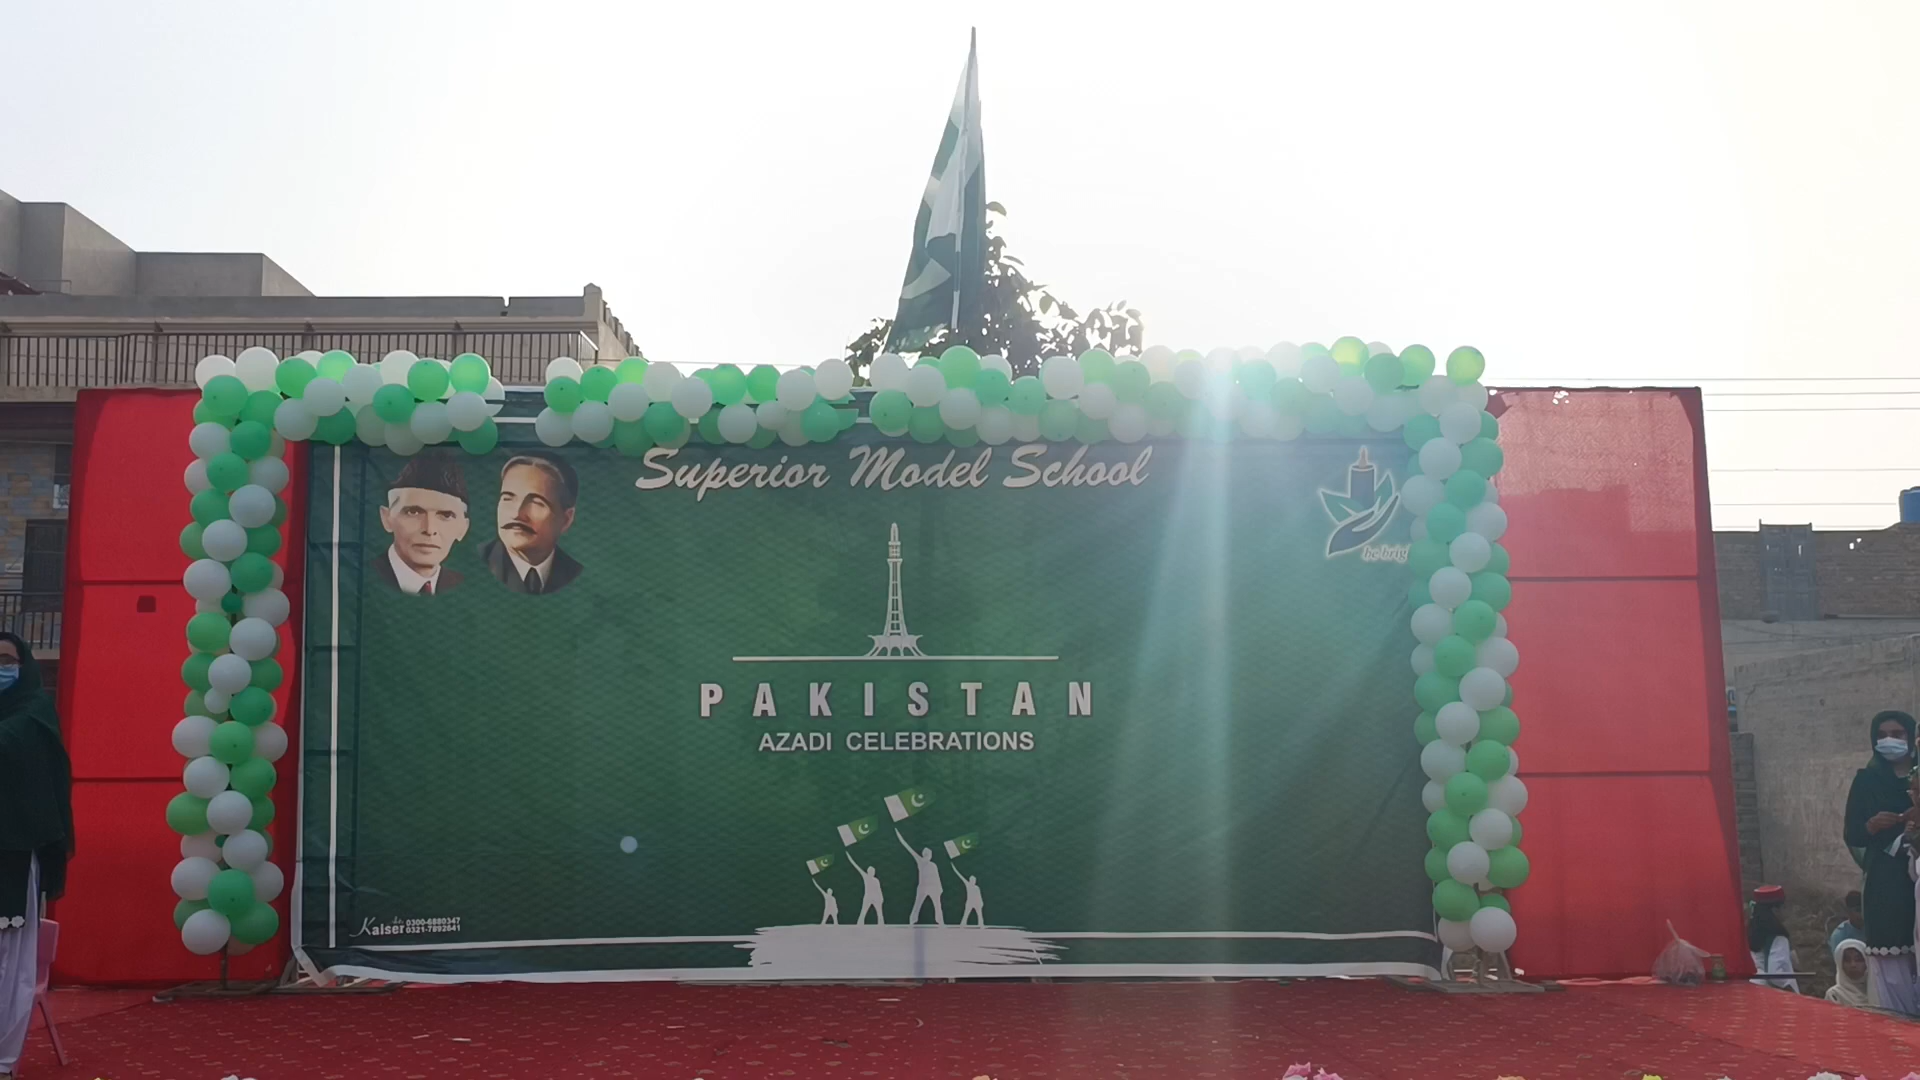 Superior Model School
PAKISTAN
AZADI CELEBRATIONS
Kaiser 0300-6880347
0321-7892641